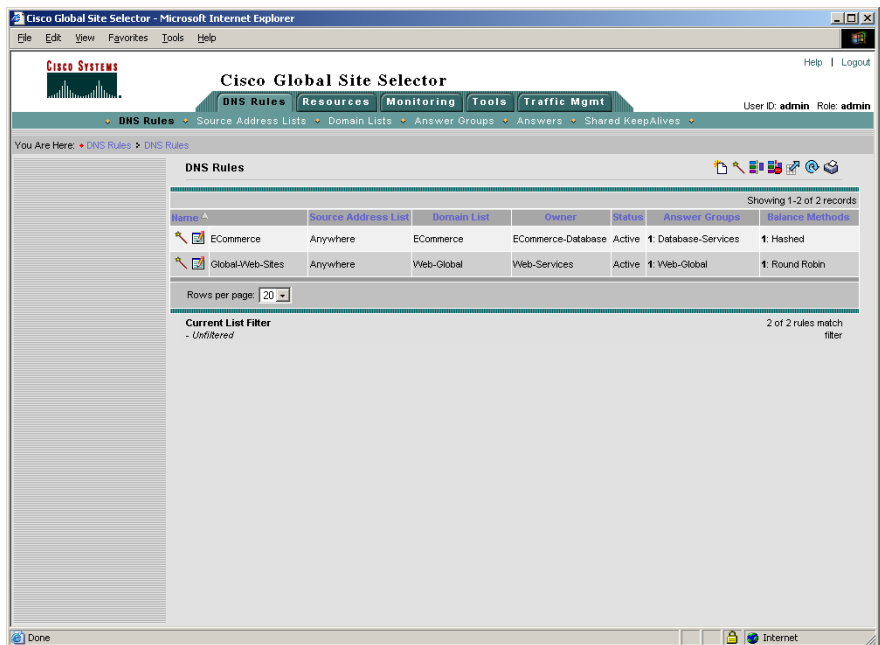 Cisco Global Site Selector - Microsoft Internet Explorer
File Edit View Favorites Tools Help
CISCO SYSTEMS
Cisco Global Site Selector
Help | Logout
DNS Rules Resources Monitoring Tools Traffic Mgmt
User ID: admin Role: admin
DNS Rules Source Address Lists Domain Lists Answer Groups Answers Shared KeepAlives
You Are Here: DNS Rules DNS Rules
DNS Rules
Showing 1-2 of 2 records
Name Source Address List Domain List Owner Status Answer Groups Balance Methods
ECommerce Anywhere ECommerce ECommerce-Database Active 1: Database-Services 1: Hashed
Global-Web-Sites Anywhere Web-Global Web-Services Active 1: Web-Global 1: Round Robin
Rows per page: 20
Current List Filter
- Unfiltered
2 of 2 rules match
filter
Done
Internet